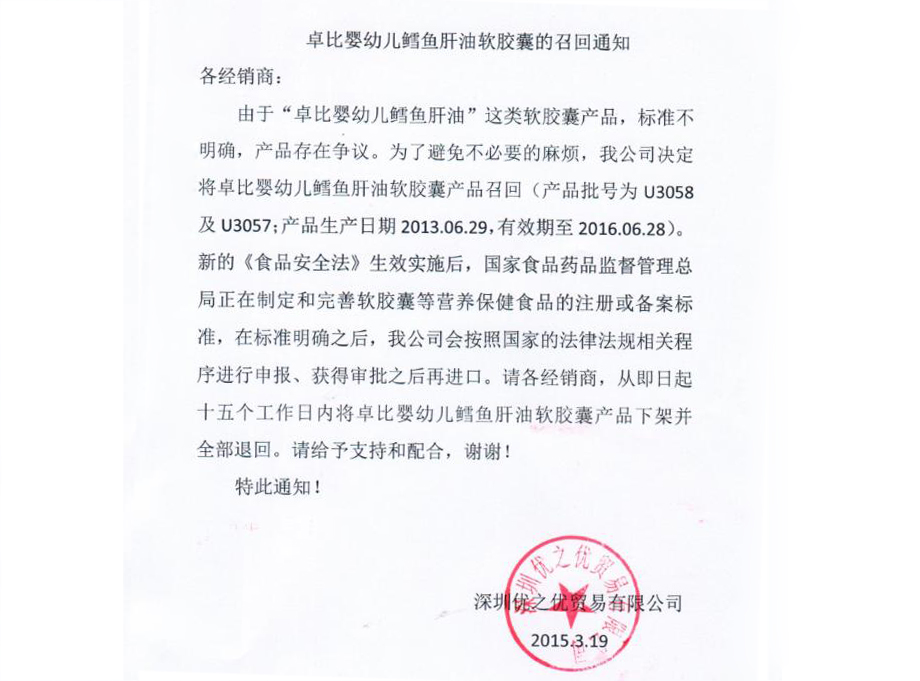 卓比婴幼儿鳕鱼肝油软胶囊的召回通知
各经销商：
由于“卓比婴幼儿鳕鱼肝油”这类软胶囊产品，标准不
明确，产品存在争议。为了避免不必要的麻烦，我公司决定
将卓比婴幼儿鳕鱼肝油软胶囊产品召回（产品批号为 U3058
及 U3057；产品生产日期 2013.06.29，有效期至 2016.06.28）。
新的《食品安全法》生效实施后，国家食品药品监督管理总
局正在制定和完善软胶囊等营养保健食品的注册或备案标
准，在标准明确之后，我公司会按照国家的法律法规相关程
序进行申报、获得审批之后再进口。请各经销商，从即日起
十五个工作日内将卓比婴幼儿鳕鱼肝油软胶囊产品下架并
全部退回。请给予支持和配合，谢谢！
特此通知！
深圳优之优贸易有限公司
深圳优之优贸易有限公司
2015.3.19